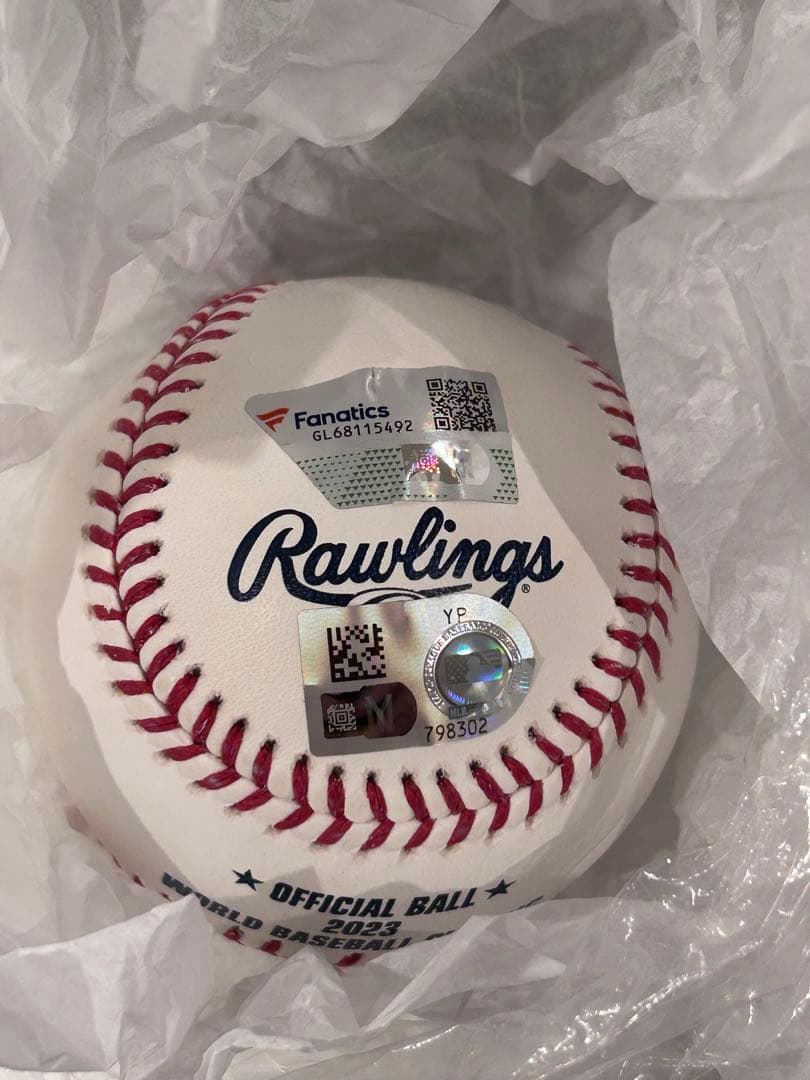 Fanatics
GL68115492
Rawlings®
YP
M
798302
★ OFFICIAL BALL ★
2023
WORLD BASEBALL